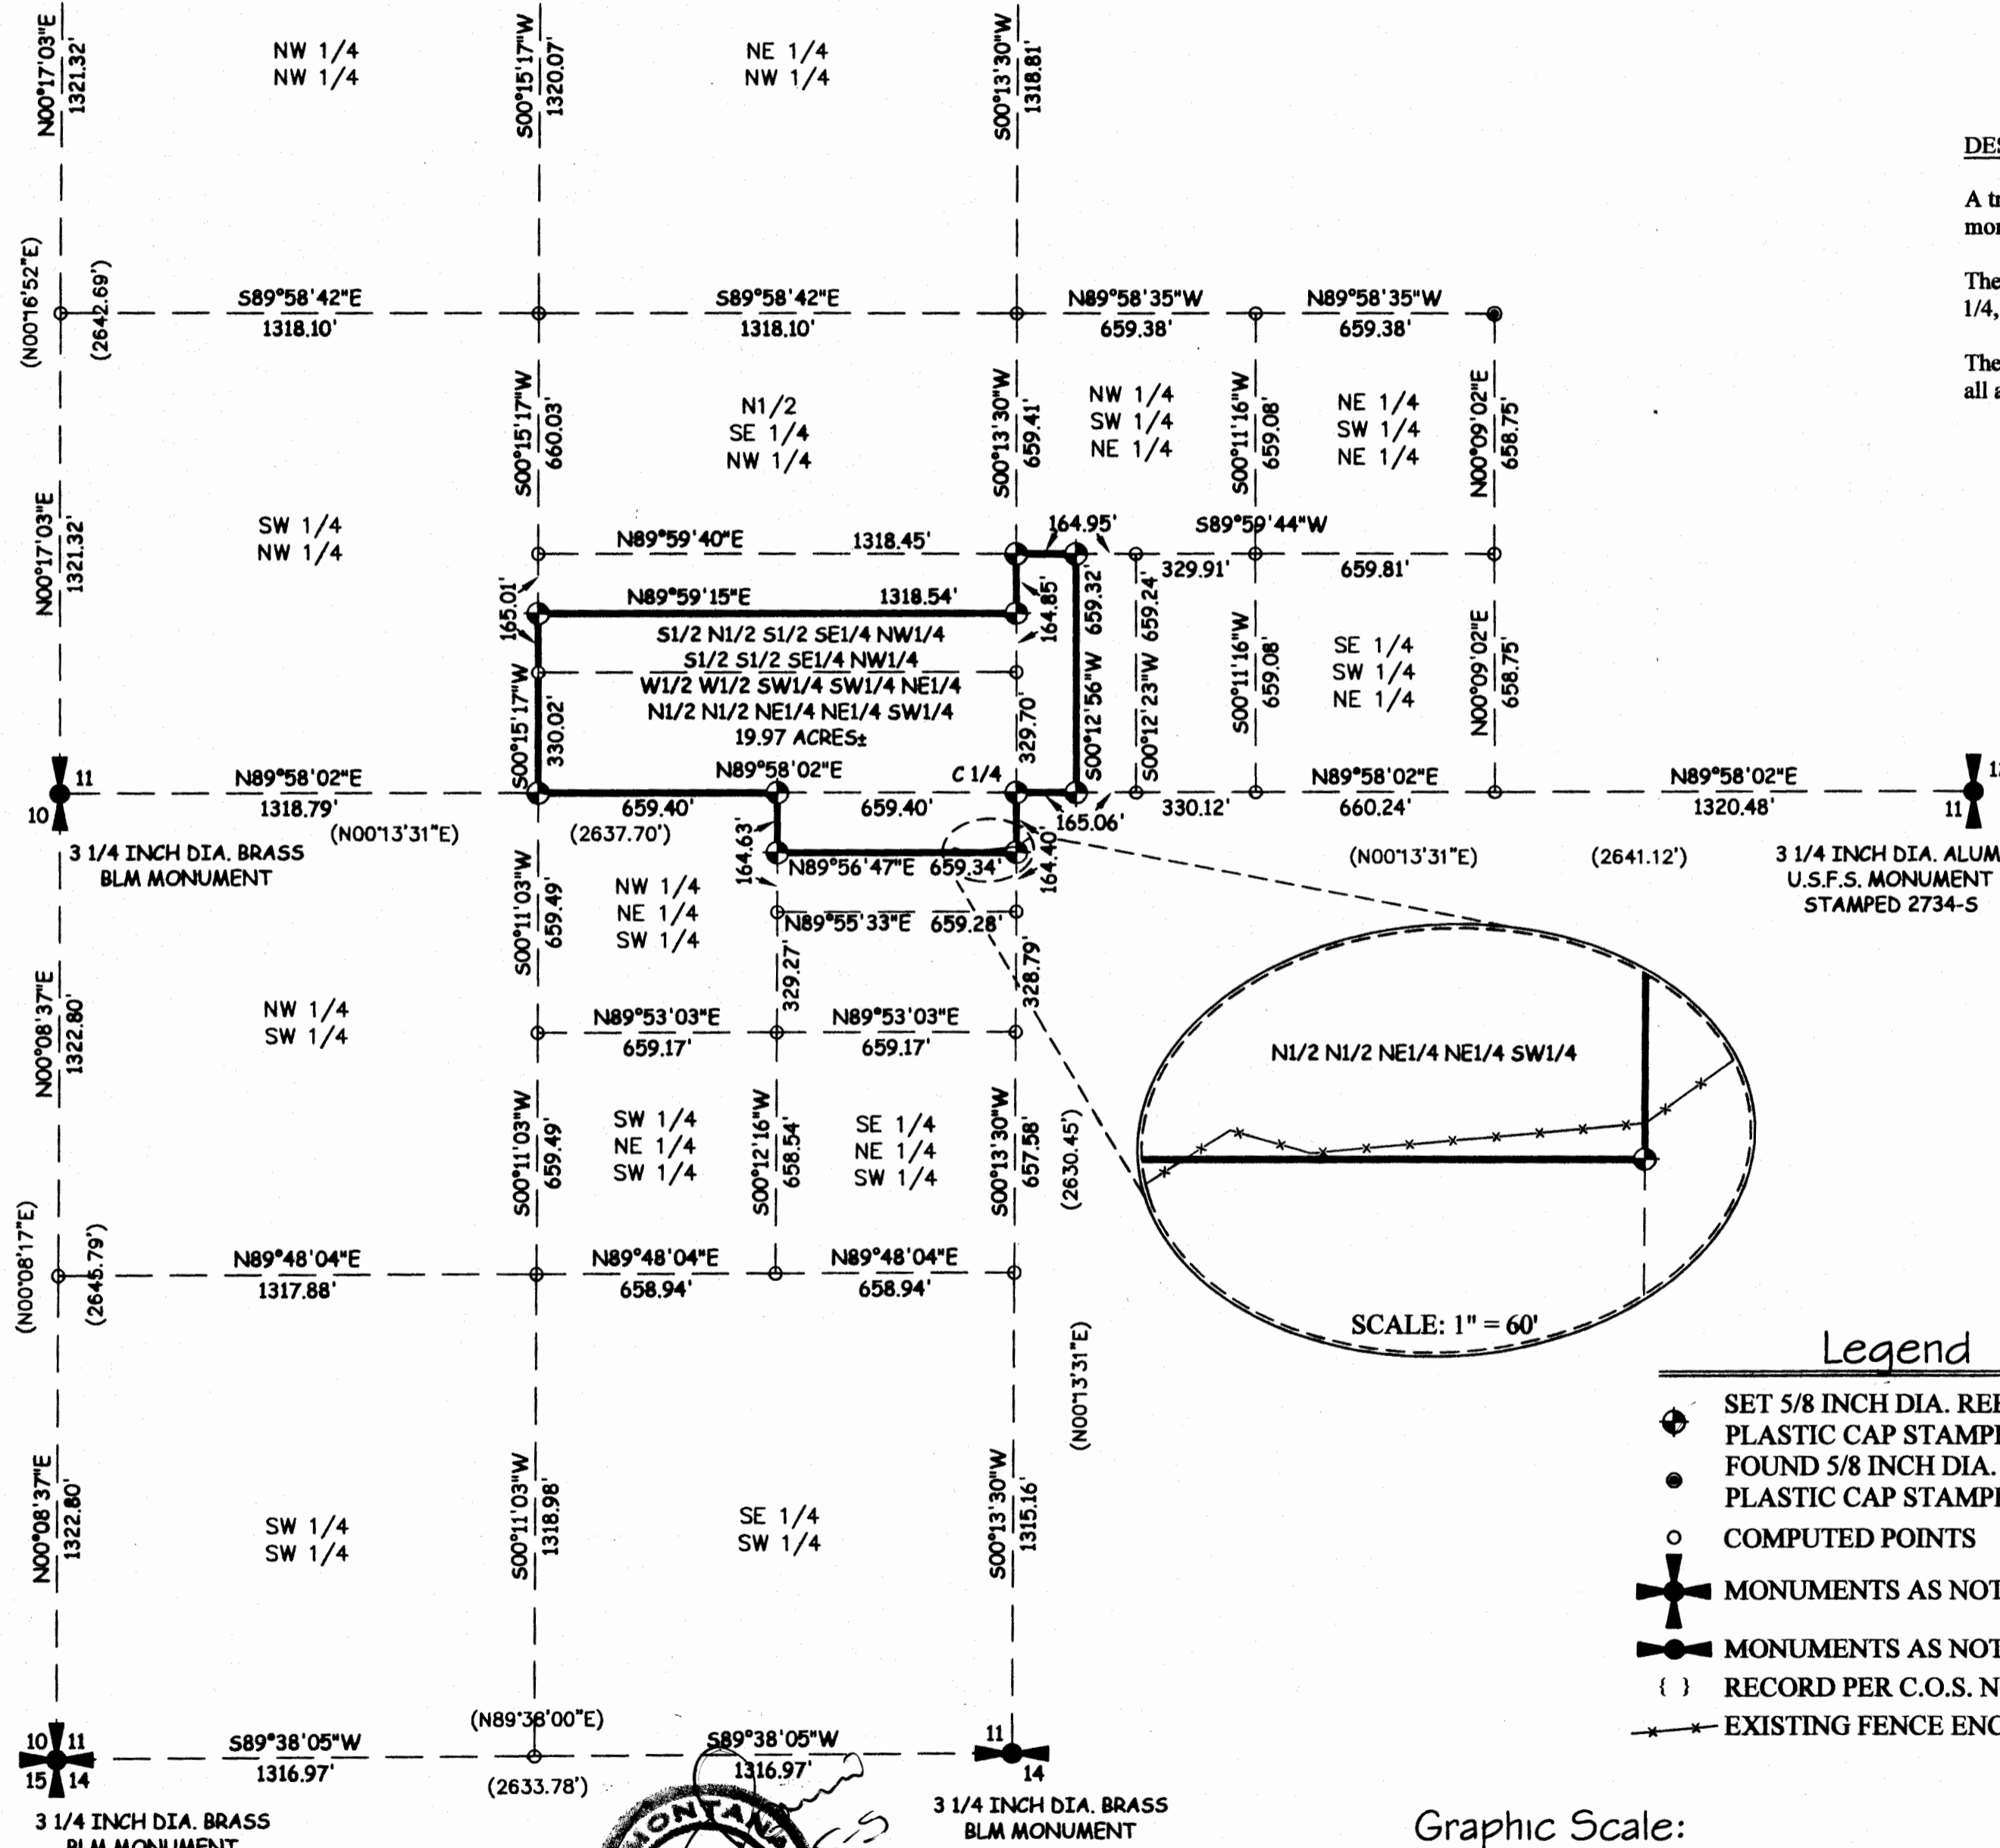 N00°17'03"E
1321.32'
NW 1/4
NW 1/4
S00°15'17"W
1320.07'
NE 1/4
NW 1/4
S00°13'30"W
1318.81'
A
The
1/4,
The
all
(N00°16'52"E)
(2642.69')
S89°58'42"E
1318.10'
S89°58'42"E
1318.10'
N89°58'35"W
659.38'
N89°58'35"W
659.38'
S00°15'17"W
660.03'
N1/2
SE 1/4
NW 1/4
S00°13'30"W
659.41'
NW 1/4
SW 1/4
NE 1/4
S00°11'16"W
659.08'
NE 1/4
SW 1/4
NE 1/4
N00°09'02"E
658.75'
N00°17'03"E
1321.32'
SW 1/4
NW 1/4
N89°59'40"E 1318.45'
164.95'
S89°59'44"W
329.91'
659.81'
165.01'
N89°59'15"E 1318.54'
164.85'
659.32'
S00°12'56"W
659.24'
S00°12'23"W
S1/2 N1/2 S1/2 SE1/4 NW1/4
S1/2 S1/2 SE1/4 NW1/4
W1/2 W1/2 SW1/4 SW1/4 NE1/4
N1/2 N1/2 NE1/4 NE1/4 SW1/4
19.97 ACRES±
S00°15'17"W
330.02'
329.70'
S00°11'16"W
659.08'
SE 1/4
SW 1/4
NE 1/4
N00°09'02"E
658.75'
11
10
N89°58'02"E
1318.79'
(N00°13'31"E)
N89°58'02"E
659.40'
659.40'
(2637.70')
C 1/4
165.06'
330.12'
N89°58'02"E
660.24'
N89°58'02"E
1320.48'
(N00°13'31"E)
(2641.12')
11
3 1/4 INCH DIA. BRASS
BLM MONUMENT
3 1/4 INCH DIA.
U.S.F.S. MONUMENT
STAMPED 2734-S
164.63'
N89°56'47"E 659.34'
164.40'
S00°11'03"W
659.49'
NW 1/4
NE 1/4
SW 1/4
N89°55'33"E 659.28'
329.27'
328.79'
N00°08'37"E
1322.80'
NW 1/4
SW 1/4
N89°53'03"E
659.17'
N89°53'03"E
659.17'
N1/2 N1/2 NE1/4 NE1/4 SW1/4
SCALE: 1" = 60'
S00°11'03"W
659.49'
SW 1/4
NE 1/4
SW 1/4
S00°12'16"W
658.54'
SE 1/4
NE 1/4
SW 1/4
S00°13'30"W
657.58'
(2630.45')
(N00°08'17"E)
(2645.79')
N89°48'04"E
1317.88'
N89°48'04"E
658.94'
N89°48'04"E
658.94'
(N00°13'31"E)
N00°08'37"E
1322.80'
SW 1/4
SW 1/4
S00°11'03"W
1318.98'
SE 1/4
SW 1/4
S00°13'30"W
1315.16'
Legend
SET 5/8 INCH DIA.
PLASTIC CAP
FOUND 5/8 INCH DIA.
PLASTIC CAP
COMPUTED POINTS
MONUMENTS AS
MONUMENTS AS
{ } RECORD PER C.O.S.
EXISTING FENCE
10 11
15 14
S89°38'05"W
1316.97'
(N89°38'00"E)
(2633.78')
S89°38'05"W
1316.97'
11
14
3 1/4 INCH DIA. BRASS
BLM MONUMENT
3 1/4 INCH DIA. BRASS
BLM MONUMENT
MONTANA
Graphic Scale: